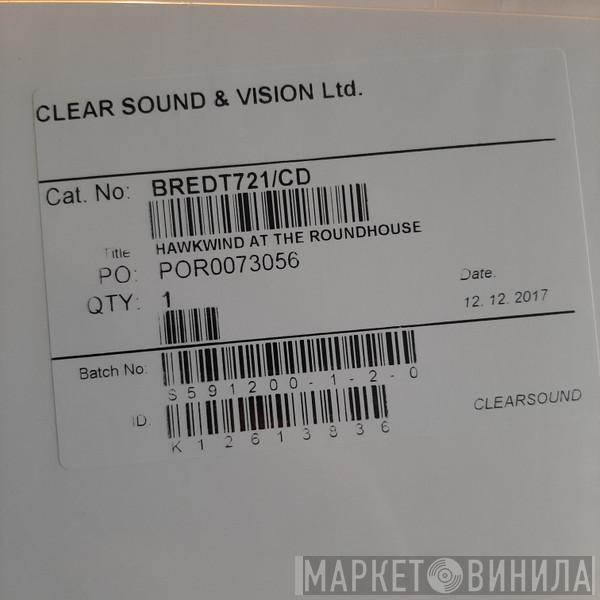 CLEAR SOUND & VISION Ltd.
Cat. No: BREDT721/CD
Title HAWKWIND AT THE ROUNDHOUSE
PO: POR0073056
QTY: 1
Date.
12. 12. 2017
Batch No:
S591200-1-2-0
ID.
K12613836
CLEARSOUND
МАРКЕТ ВИНИЛА